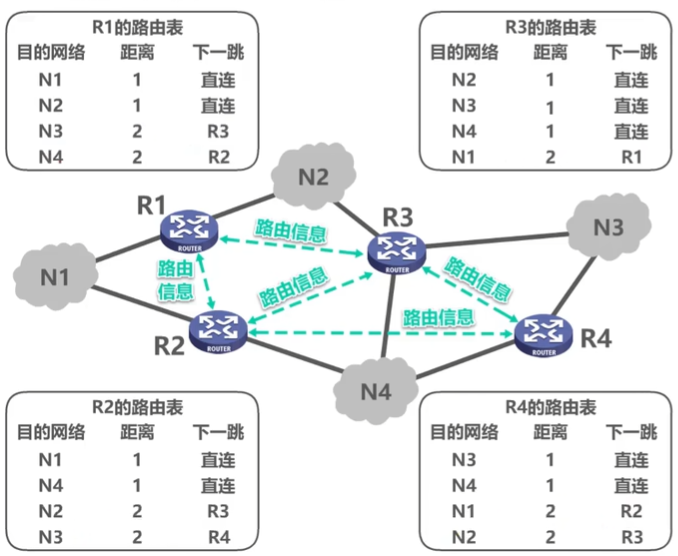 R1的路由表
目的网络 距离 下一跳
N1 1 直连
N2 1 直连
N3 2 R3
N4 2 R2
R3的路由表
目的网络 距离 下一跳
N2 1 直连
N3 1 直连
N4 1 直连
N1 2 R1
N2
R1
R3
N3
路由信息
ROUTER
ROUTER
N1
路由
信息
路由信息
路由信息
路由信息
R2
ROUTER
R4
ROUTER
N4
R2的路由表
目的网络 距离 下一跳
N1 1 直连
N4 1 直连
N2 2 R3
N3 2 R4
R4的路由表
目的网络 距离 下一跳
N3 1 直连
N4 1 直连
N1 2 R2
N2 2 R3